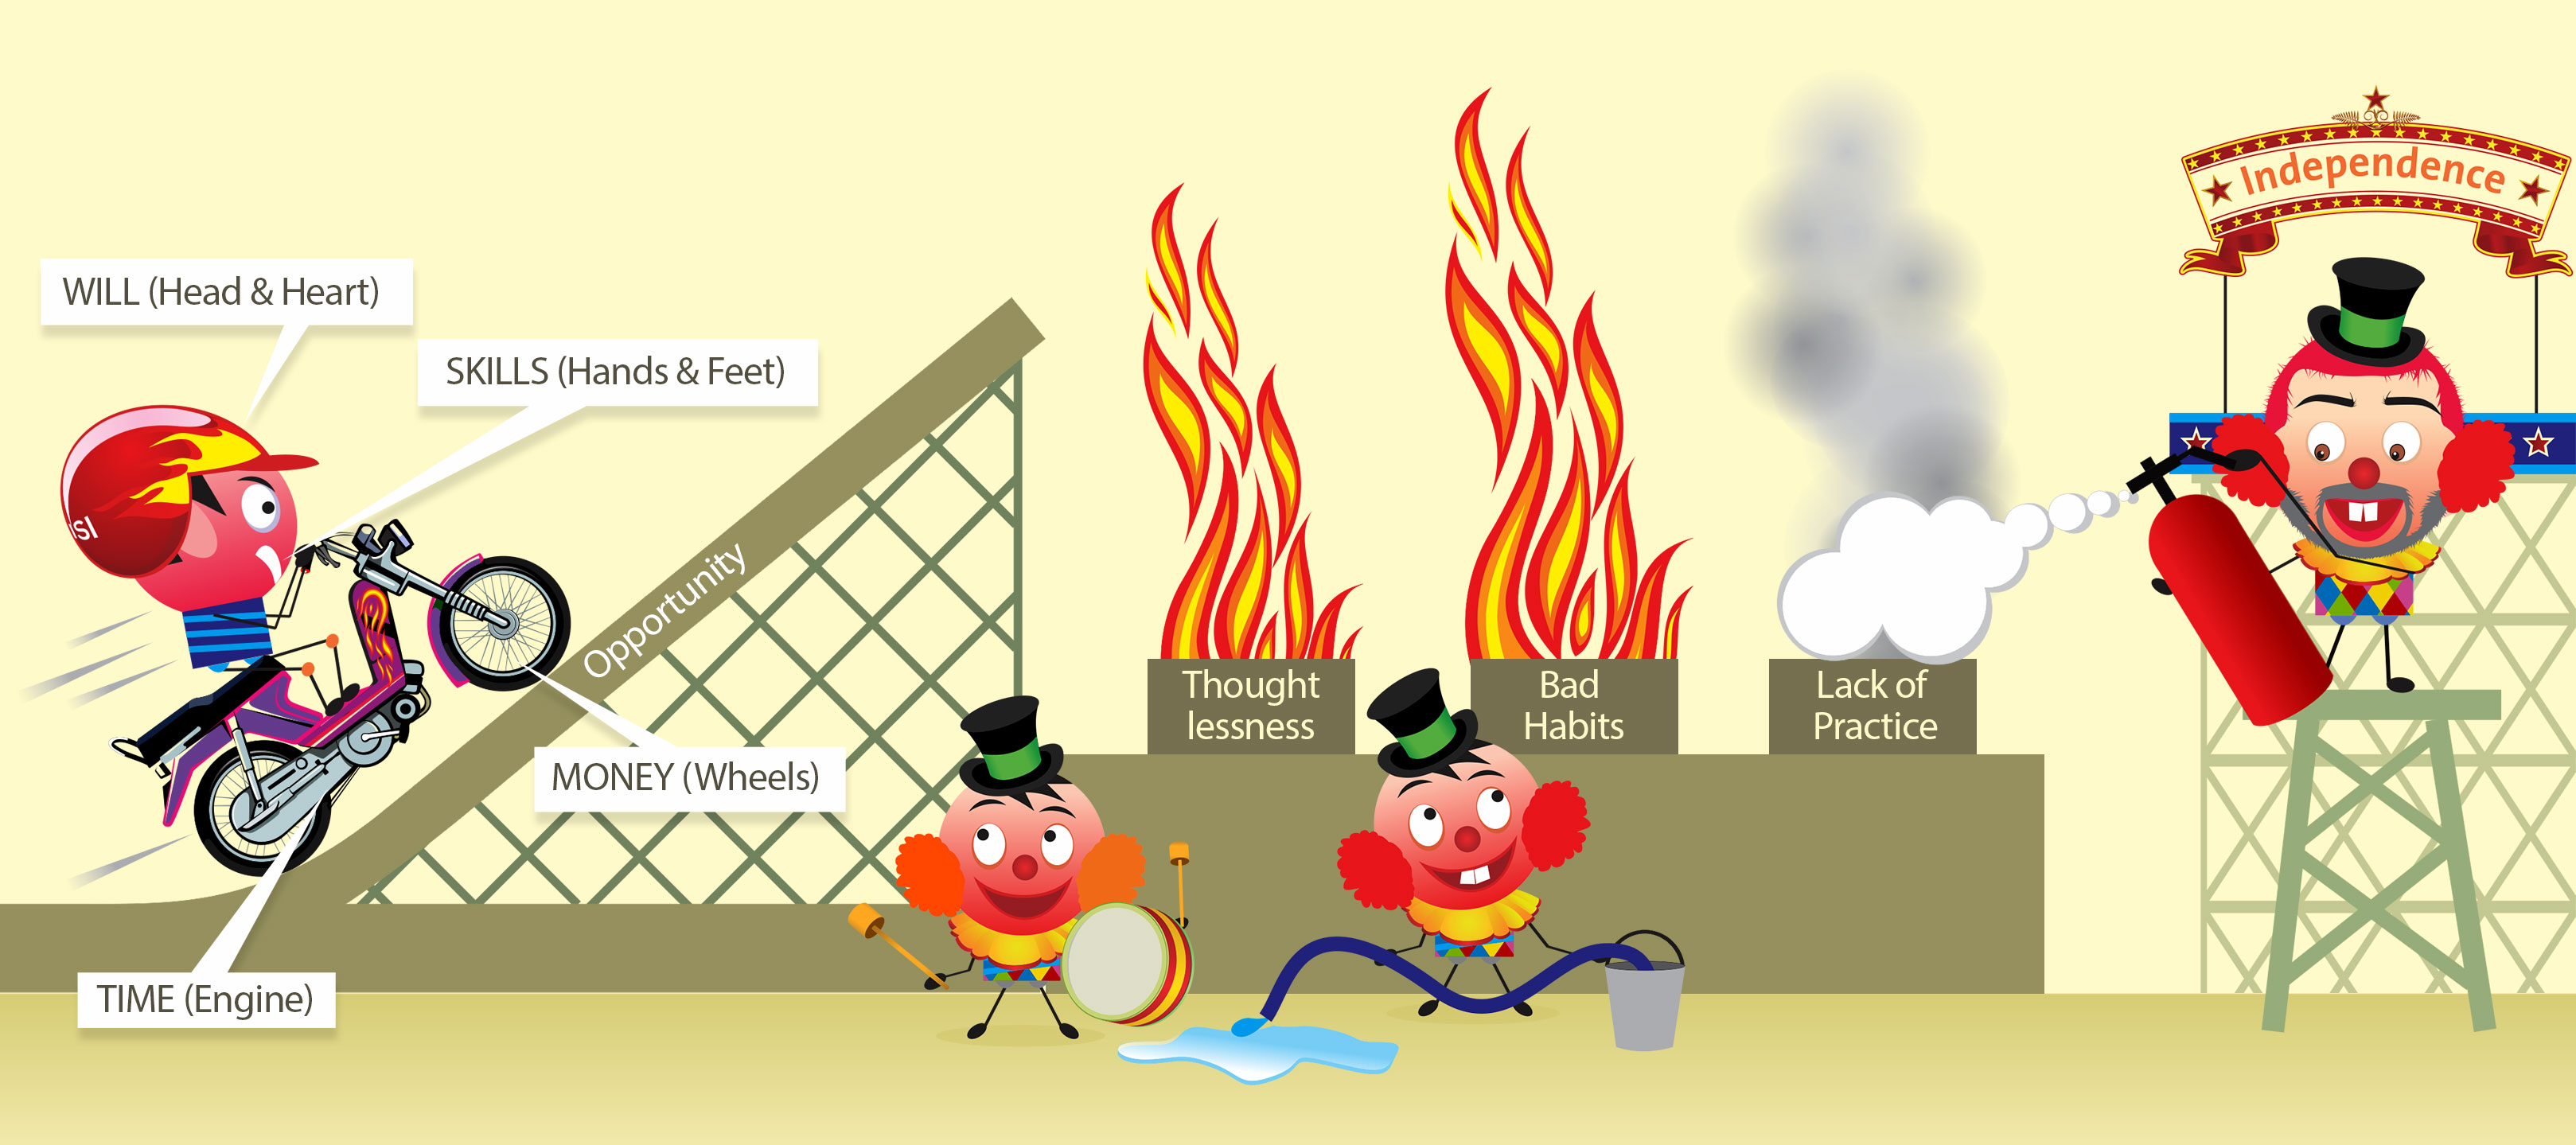 WILL (Head & Heart)
SKILLS (Hands & Feet)
Opportunity
MONEY (Wheels)
TIME (Engine)
Thought
lessness
Bad
Habits
Lack of
Practice
Independence